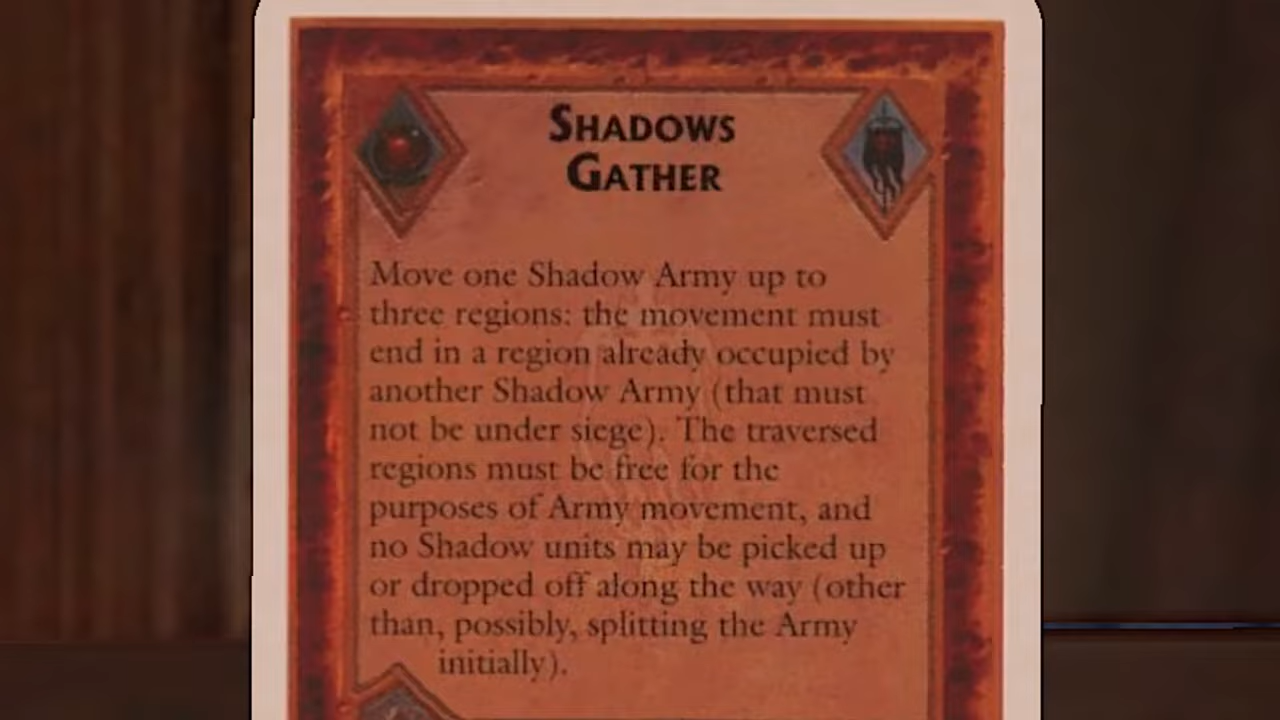 SHADOWS
GATHER
Move one Shadow Army up to
three regions: the movement must
end in a region already occupied by
another Shadow Army (that must
not be under siege). The traversed
regions must be free for the
purposes of Army movement, and
no Shadow units may be picked up
or dropped off along the way (other
than, possibly, splitting the Army
initially).